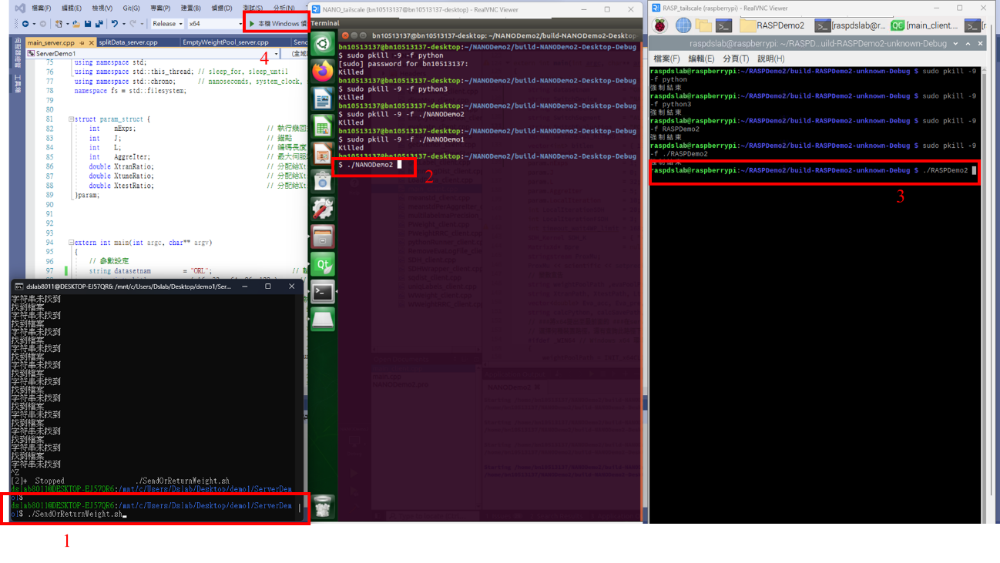 檔案(F) 編輯(E) 檢視(V) Git(G) 專案(P) 建置(B) 偵錯(D) 測試(S) 分析(N)
Release x64 本機 Windows 偵
main_server.cpp splitData_server.cpp EmptyWeightPool_server.cpp Send
ServerDemo1 (全域
4
75 using namespace std;
76 using namespace std::this_thread; // sleep_for, sleep_until
77 using namespace std::chrono; // nanoseconds, system_clock,
78 namespace fs = std::filesystem;
79
80
81 struct param_struct {
82 int nExps; // 執行幾回
83 int J; // 錨點
84 int L; // 編碼長度
85 int AggreIter; // 最大伺服
86 double XtranRatio; // 分配給Xt
87 double XtuneRatio; // 分配給Xt
88 double XtestRatio; // 分配給Xt
89 }param;
90
91
92
93
94 extern int main(int argc, char** argv)
95 {
96 // 參數設定
97 string datasetnam = "ORL";
dslab8011@DESKTOP-EJ57QR6: /mnt/c/Users/Dslab/Desktop/demo1/Ser...
字符串未找到
找到檔案
字符串未找到
找到檔案
字符串未找到
找到檔案
字符串未找到
找到檔案
字符串未找到
找到檔案
字符串未找到
找到檔案
字符串未找到
找到檔案
字符串未找到
找到檔案
字符串未找到
找到檔案
字符串未找到
找到檔案
字符串未找到
^Z
[2]+ Stopped ./SendOrReturnWeight.sh
dslab8011@DESKTOP-EJ57QR6:/mnt/c/Users/Dslab/Desktop/demo1/ServerDem
o1$
dslab8011@DESKTOP-EJ57QR6:/mnt/c/Users/Dslab/Desktop/demo1/ServerDem
o1$ ./SendOrReturnWeight.sh
1
NANO_tailscale (bn10513137@bn10513137-desktop) - RealVNC Viewer
Terminal
bn10513137@bn10513137-desktop: ~/NANODemo2/build-NANODemo2-Desktop
bn10513137@bn10513137-desktop:~/NANODemo2/build-NANODemo2-Desktop-Debug
$ sudo pkill -9 -f python
[sudo] password for bn10513137:
Killed
bn10513137@bn10513137-desktop:~/NANODemo2/build-NANODemo2-Desktop-Debug
$ sudo pkill -9 -f python3
Killed
bn10513137@bn10513137-desktop:~/NANODemo2/build-NANODemo2-Desktop-Debug
$ sudo pkill -9 -f ./NANODemo2
Killed
bn10513137@bn10513137-desktop:~/NANODemo2/build-NANODemo2-Desktop-Debug
$ sudo pkill -9 -f ./NANODemo1
Killed
bn10513137@bn10513137-desktop:~/NANODemo2/build-NANODemo2-Desktop-Debug
$ ./NANODemo2
2
RASP_tailscale (raspberrypi) - RealVNC Viewer
RASPDemo2 [raspdslab@r... [main_client.... [r
raspdslab@raspberrypi: ~/RASPD...uild-RASPDemo2-unknown-Debug
檔案(F) 編輯(E) 分頁(T) 說明(H)
raspdslab@raspberrypi:~/RASPDemo2/build-RASPDemo2-unknown-Debug $ sudo pkill -9
-f python
強制結束
raspdslab@raspberrypi:~/RASPDemo2/build-RASPDemo2-unknown-Debug $ sudo pkill -9
-f python3
強制結束
raspdslab@raspberrypi:~/RASPDemo2/build-RASPDemo2-unknown-Debug $ sudo pkill -9
-f RASPDemo2
強制結束
raspdslab@raspberrypi:~/RASPDemo2/build-RASPDemo2-unknown-Debug $ sudo pkill -9
-f ./RASPDemo2
強制結束
raspdslab@raspberrypi:~/RASPDemo2/build-RASPDemo2-unknown-Debug $ ./RASPDemo2
3